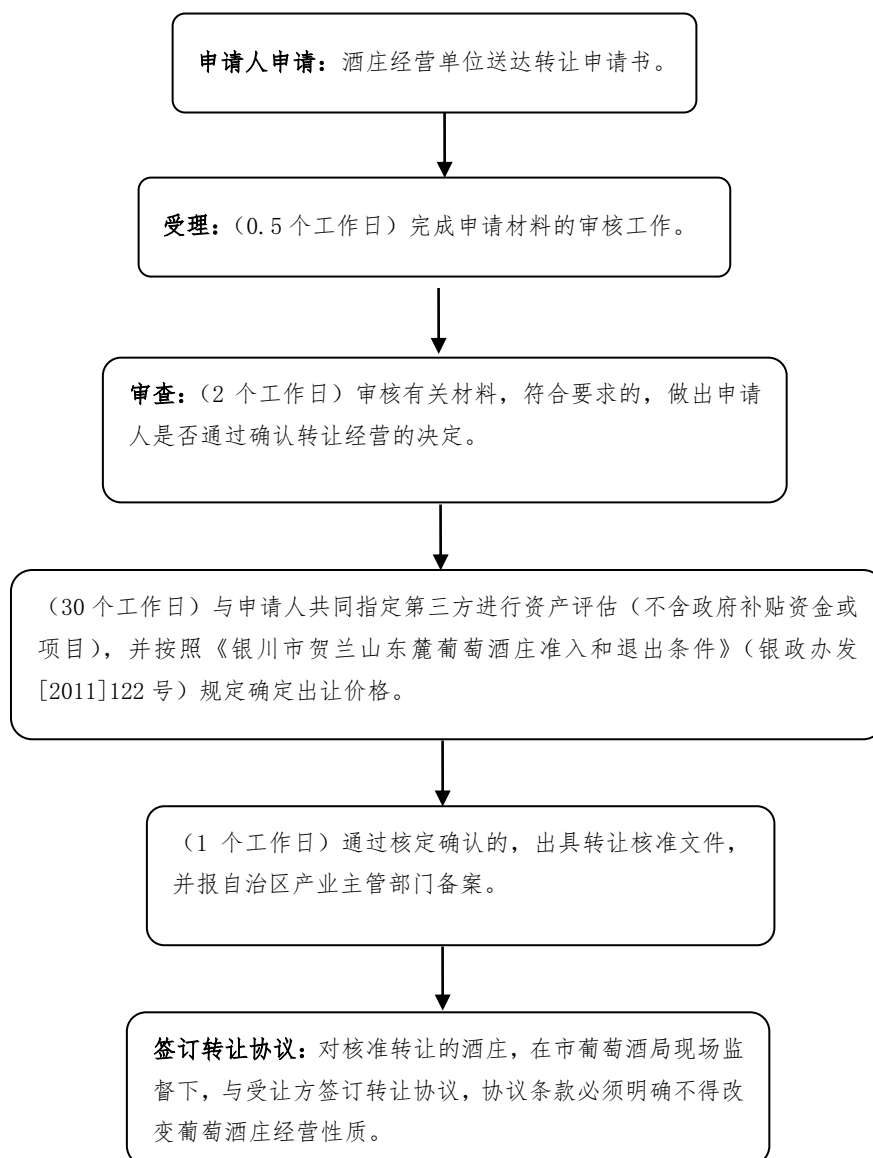 申请人申请：酒庄经营单位送达转让申请书。
受理：（0.5 个工作日）完成申请材料的审核工作。
审查：（2 个工作日）审核有关材料，符合要求的，做出申请
人是否通过确认转让经营的决定。
（30 个工作日）与申请人共同指定第三方进行资产评估（不含政府补贴资金或
项目），并按照《银川市贺兰山东麓葡萄酒庄准入和退出条件》（银政办发
[2011]122 号）规定确定出让价格。
（1 个工作日）通过核定确认的，出具转让核准文件，
并报自治区产业主管部门备案。
签订转让协议：对核准转让的酒庄，在市葡萄酒局现场监
督下，与受让方签订转让协议，协议条款必须明确不得改
变葡萄酒庄经营性质。